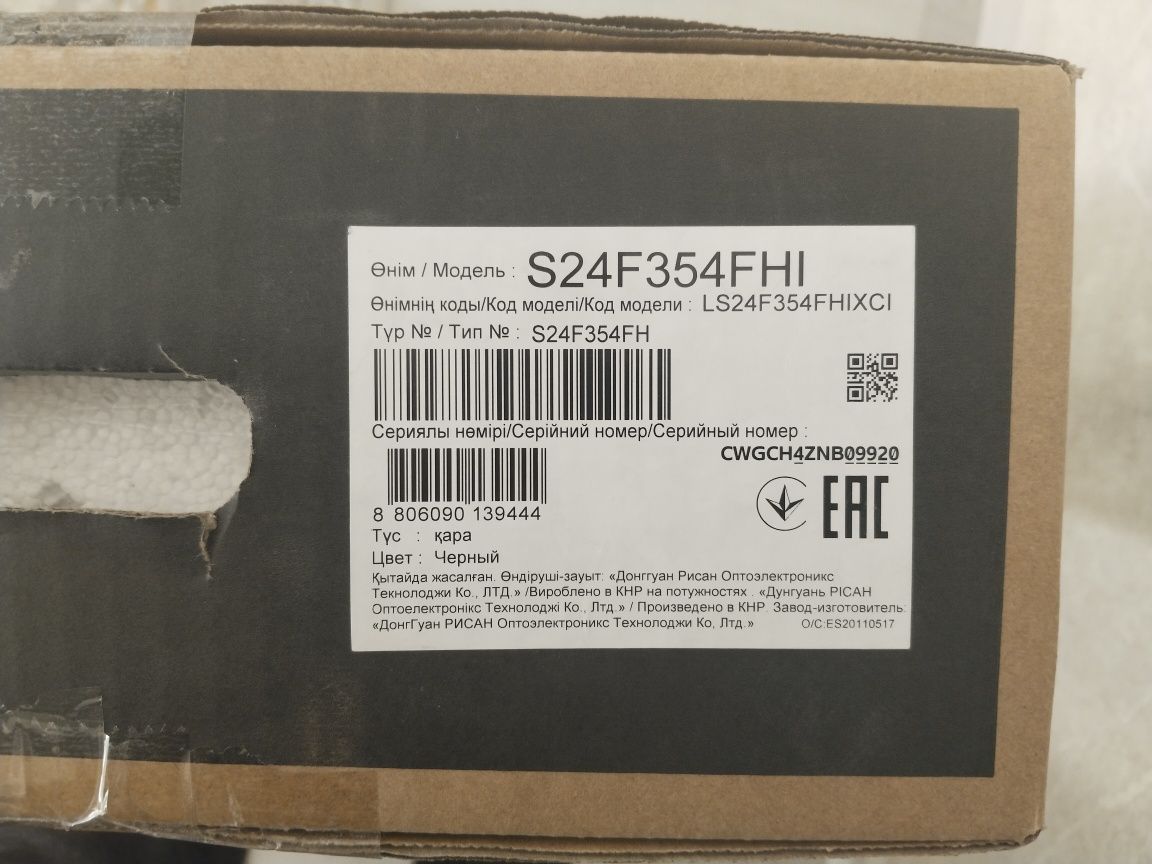 Өнім / Модель : S24F354FHI
Өнімнің коды/Код моделі/Код модели : LS24F354FHIXCI
Түр № / Тип № : S24F354FH
Сериялы нөмірі/Серійний номер/Серийный номер :
CWGCH4ZNB09920
8 806090 139444
EAC
Түс : қара
Цвет : Черный
Қытайда жасалған. Өндіруші-зауыт: «Донггуан Рисан Оптоэлектроникс
Текнолоджи Ко., ЛТД.» /Вироблено в КНР на потужностях . «Дунгуань РІСАН
Оптоелектронікс Технолоджі Ко., Лтд.» / Произведено в КНР. Завод-изготовитель:
«ДонгГуан РИСАН Оптоэлектроникс Технолоджи Ко, Лтд.» O/C:ES20110517